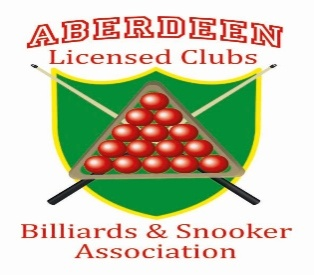 ABERDEEN
Licensed Clubs
Billiards & Snooker
Association